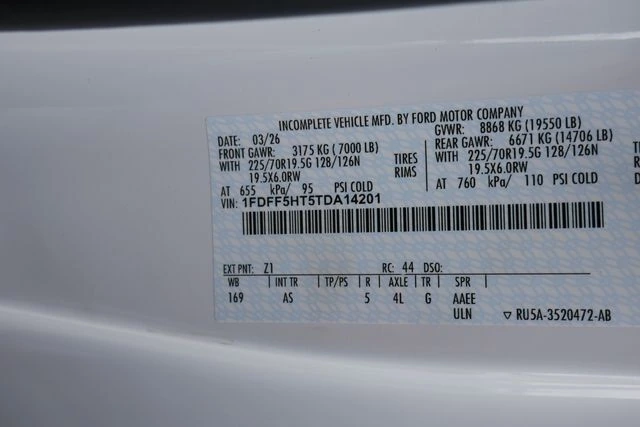 INCOMPLETE VEHICLE MFD. BY FORD MOTOR COMPANY
DATE: 03/26 GVWR: 8868 KG (19550 LB)
FRONT GAWR: 3175 KG (7000 LB) REAR GAWR: 6671 KG (14706 LB)
WITH 225/70R19.5G 128/126N TIRES WITH 225/70R19.5G 128/126N
19.5X6.0RW RIMS 19.5X6.0RW
AT 655 kPa/ 95 PSI COLD AT 760 kPa/ 110 PSI COLD
VIN: 1FDFF5HT5TDA14201
EXT PNT: Z1 RC: 44 DSO:
WB INT TR TP/PS R AXLE TR SPR
169 AS 5 4L G AAEE
ULN ▽ RU5A-3520472-AB